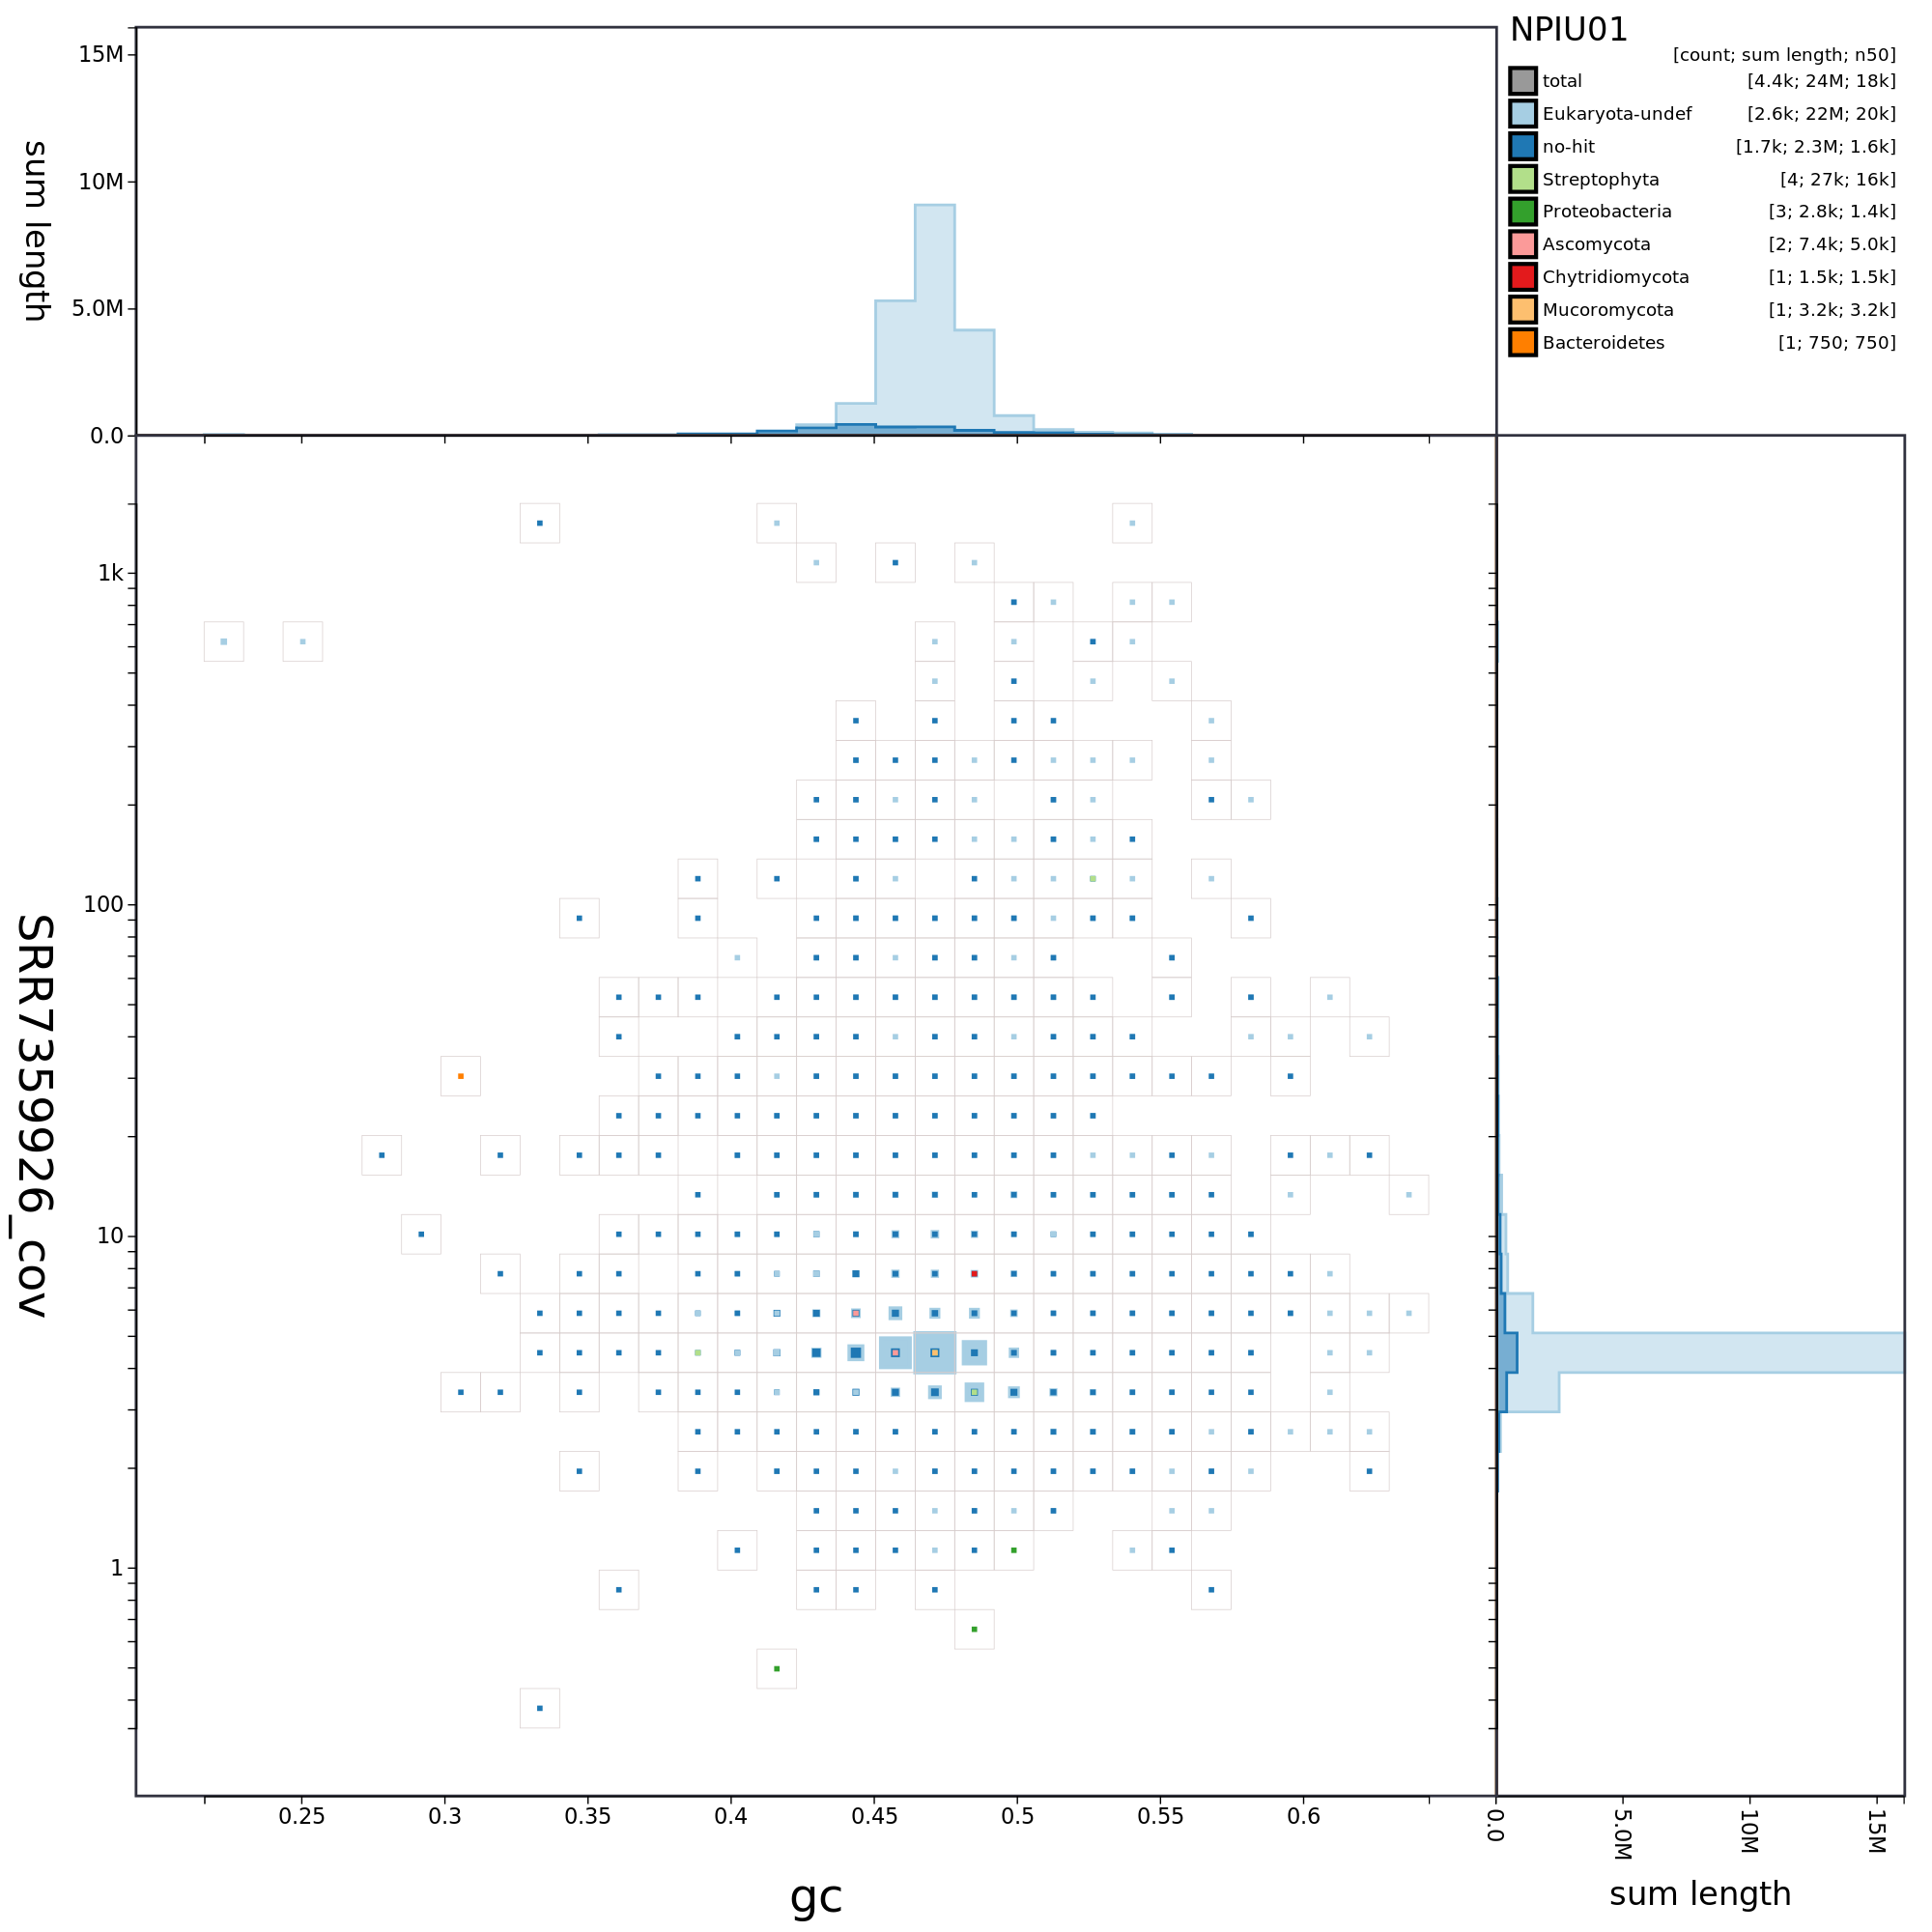 NPIU01
[count; sum length; n50]
total [4.4k; 24M; 18k]
Eukaryota-undef [2.6k; 22M; 20k]
no-hit [1.7k; 2.3M; 1.6k]
Streptophyta [4; 27k; 16k]
Proteobacteria [3; 2.8k; 1.4k]
Ascomycota [2; 7.4k; 5.0k]
Chytridiomycota [1; 1.5k; 1.5k]
Mucoromycota [1; 3.2k; 3.2k]
Bacteroidetes [1; 750; 750]
15M
10M
5.0M
0.0
sum length
1k
100
10
1
SRR7359926_cov
0.25 0.3 0.35 0.4 0.45 0.5 0.55 0.6
gc
0.0 5.0M 10M 15M
sum length